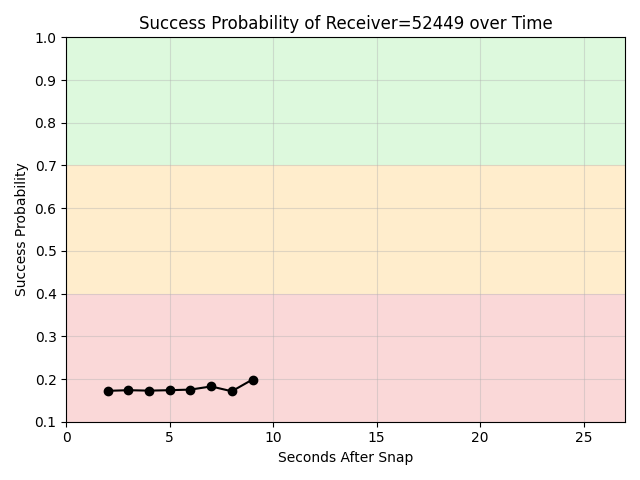 Success Probability of Receiver=52449 over Time
1.0
0.9
0.8
0.7
0.6
0.5
0.4
0.3
0.2
0.1
Success Probability
0 5 10 15 20 25
Seconds After Snap